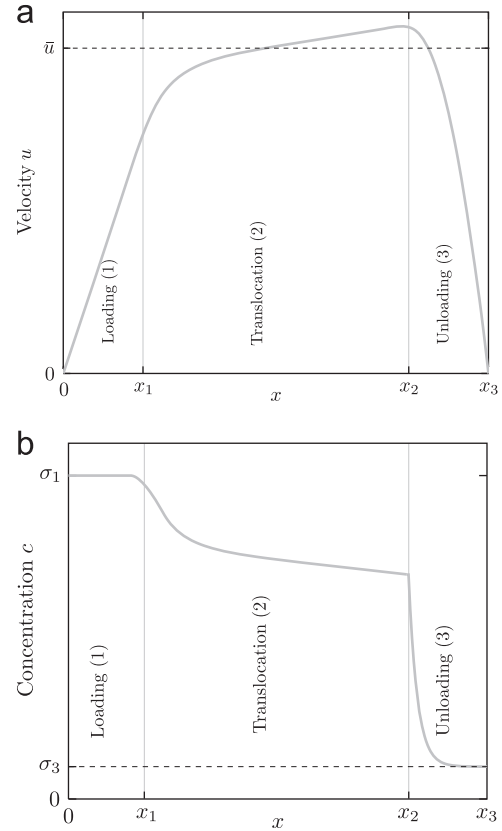 a
ū
Velocity u
Loading (1)
Translocation (2)
Unloading (3)
0
0
x₁
x
x₂
x₃
b
σ₁
Concentration c
Loading (1)
Translocation (2)
Unloading (3)
σ₃
0
0
x₁
x
x₂
x₃